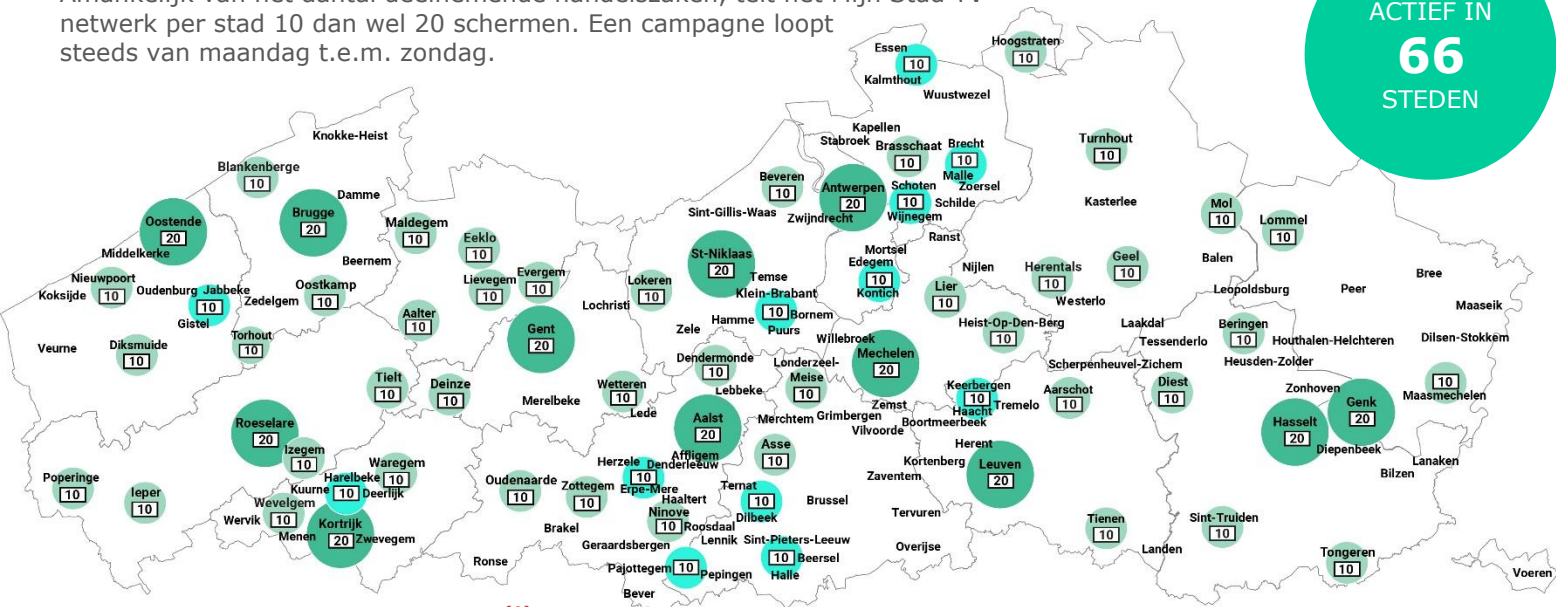 netwerk per stad 10 dan wel 20 schermen. Een campagne loopt
steeds van maandag t.e.m. zondag.
ACTIEF IN
66
STEDEN
Essen
10
Kalmthout
Wuustwezel
Hoogstraten
10
Knokke-Heist
Kapellen
Stabroek
Brasschaat
10
Brecht
10
Malle
Zoersel
Turnhout
10
Blankenberge
10
Damme
Brugge
20
Oostende
20
Middelkerke
Beernem
Maldegem
10
Eeklo
10
Beveren
10
Antwerpen
20
Schoten
10
Wijnegem
Schilde
Sint-Gillis-Waas
Zwijndrecht
Kasterlee
Mol
10
Lommel
10
Ranst
Mortsel
Edegem
10
Kontich
Nieuwpoort
10
Koksijde
Oudenburg
Jabbeke
10
Gistel
Zedelgem
Oostkamp
10
Lievegem
10
Evergem
10
Lokeren
10
Lochristi
St-Niklaas
20
Temse
Klein-Brabant
10
Bornem
Puurs
Hamme
Zele
Willebroek
Nijlen
Lier
10
Herentals
10
Westerlo
Geel
10
Balen
Leopoldsburg
Peer
Bree
Maaseik
Veurne
Diksmuide
10
Torhout
10
Aalter
10
Gent
20
Dendermonde
10
Lebbeke
Londerzeel-
Meise
10
Mechelen
20
Heist-Op-Den-Berg
10
Laakdal
Tessenderlo
Beringen
10
Heusden-Zolder
Houthalen-Helchteren
Dilsen-Stokkem
Tielt
10
Deinze
10
Merelbeke
Wetteren
10
Lede
Aalst
20
Affligem
Merchtem
Grimbergen
Vilvoorde
Zemst
Keerbergen
10
Haacht
Tremelo
Boortmeerbeek
Scherpenheuvel-Zichem
Aarschot
10
Diest
10
Zonhoven
Genk
20
Hasselt
20
Diepenbeek
10
Maasmechelen
Lanaken
Bilzen
Roeselare
20
Izegem
10
Poperinge
10
Ieper
10
Waregem
10
Harelbeke
10
Kuurne
Deerlijk
Wevelgem
10
Wervik
Menen
Kortrijk
20
Zwevegem
Oudenaarde
10
Zottegem
10
Herzele
Denderleeuw
10
Erpe-Mere
Haaltert
Ninove
10
Roosdaal
Asse
10
Ternat
10
Dilbeek
Brussel
Zaventem
Kortenberg
Herent
Leuven
20
Tervuren
Overijse
Brakel
Ronse
Geraardsbergen
Lennik
Pajottegem
10
Pepingen
Bever
Sint-Pieters-Leeuw
10
Beersel
Halle
Tienen
10
Landen
Sint-Truiden
10
Tongeren
10
Voeren